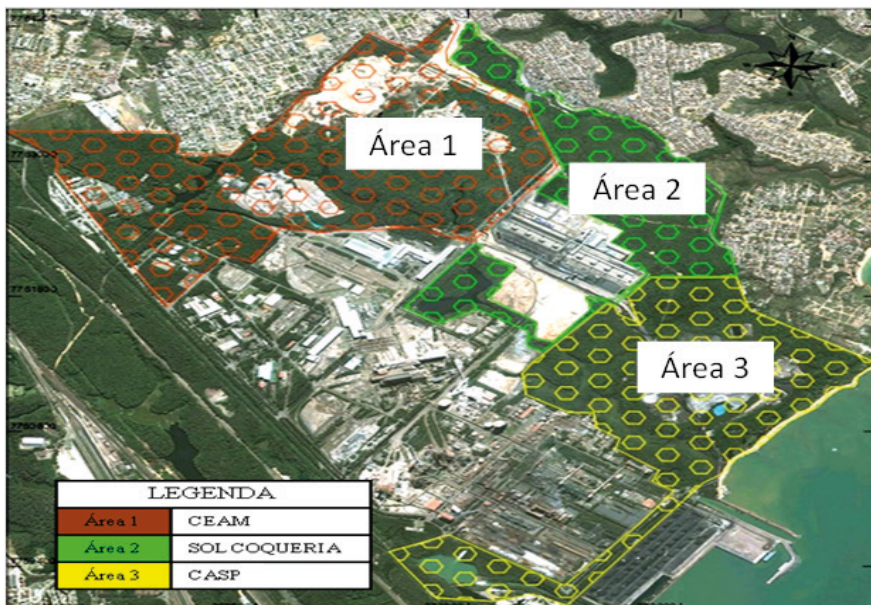 Área 1
Área 2
Área 3
LEGENDA
Área 1 CEAM
Área 2 SOL COQUERIA
Área 3 CASP